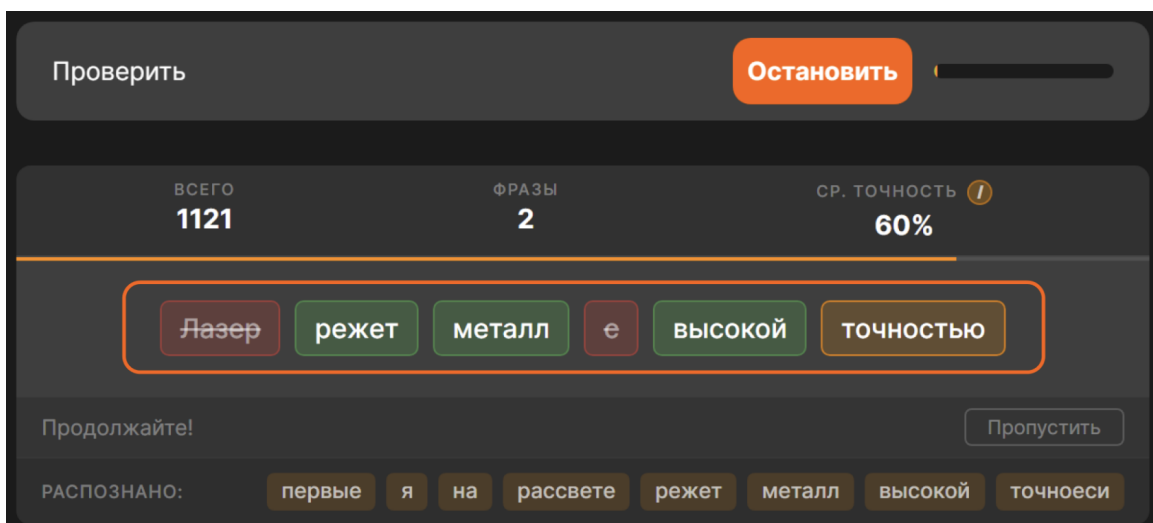 Проверить Остановить
ВСЕГО ФРАЗЫ СР. ТОЧНОСТЬ /
1121 2 60%
Лазер режет металл с высокой точностью
Продолжайте! Пропустить
РАСПОЗНАНО: первые я на рассвете режет металл высокой точноеси